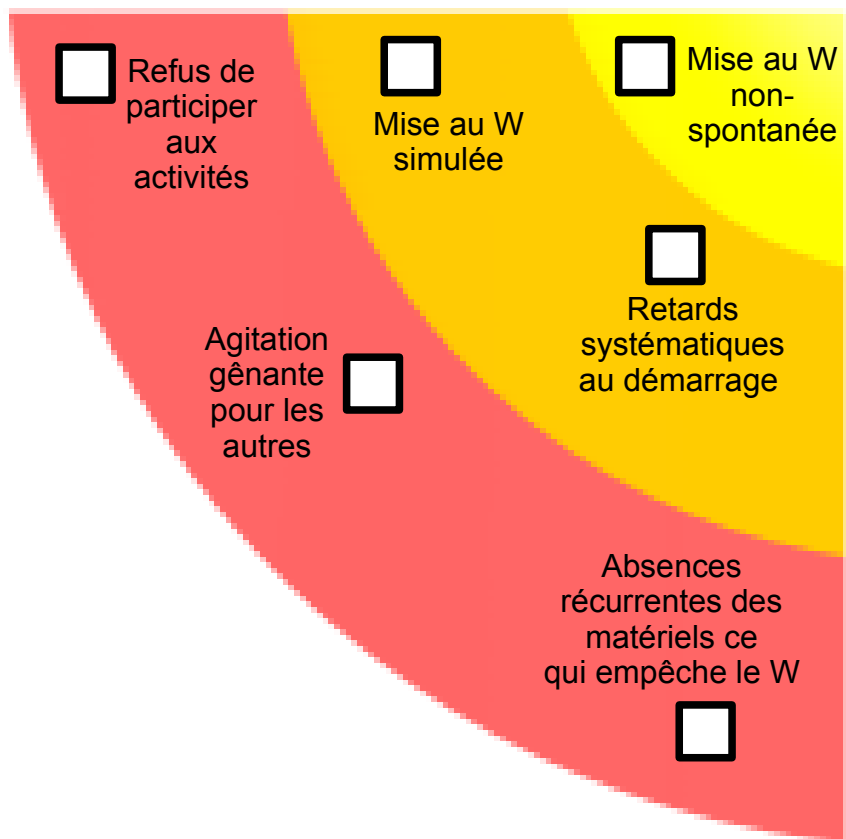 Refus de
participer
aux
activités
Mise au W
simulée
Mise au W
non-
spontanée
Retards
systématiques
au démarrage
Agitation
gênante
pour les
autres
Absences
récurrentes des
matériels ce
qui empêche le W